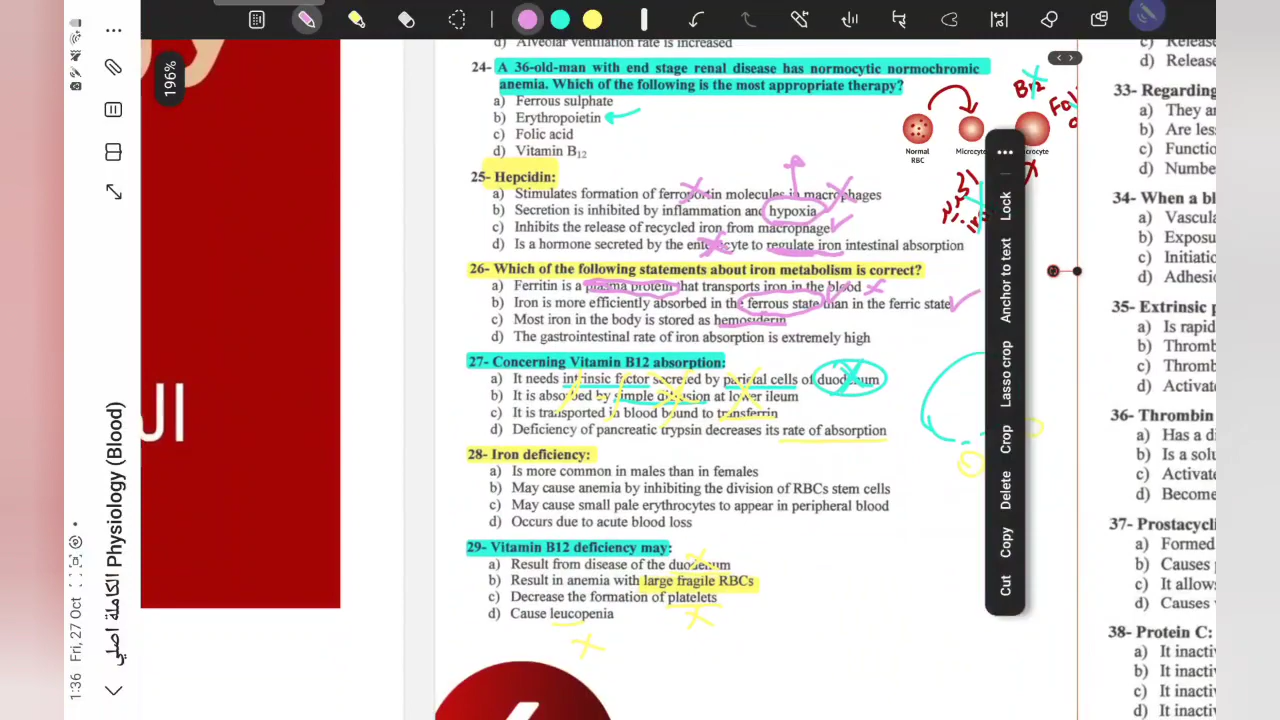 d) Alveolar ventilation rate is increased
24- A 36-old-man with end stage renal disease has normocytic normochromic
anemia. Which of the following is the most appropriate therapy?
a) Ferrous sulphate
b) Erythropoietin
c) Folic acid
d) Vitamin B12
25- Hepcidin:
a) Stimulates formation of ferroportin molecules in macrophages
b) Secretion is inhibited by inflammation and hypoxia
c) Inhibits the release of recycled iron from macrophage
d) Is a hormone secreted by the enterocyte to regulate iron intestinal absorption
26- Which of the following statements about iron metabolism is correct?
a) Ferritin is a plasma protein that transports iron in the blood
b) Iron is more efficiently absorbed in the ferrous state than in the ferric state
c) Most iron in the body is stored as hemosiderin
d) The gastrointestinal rate of iron absorption is extremely high
27- Concerning Vitamin B12 absorption:
a) It needs intrinsic factor secreted by parietal cells of duodenum
b) It is absorbed by simple diffusion at lower ileum
c) It is transported in blood bound to transferrin
d) Deficiency of pancreatic trypsin decreases its rate of absorption
28- Iron deficiency:
a) Is more common in males than in females
b) May cause anemia by inhibiting the division of RBCs stem cells
c) May cause small pale erythrocytes to appear in peripheral blood
d) Occurs due to acute blood loss
29- Vitamin B12 deficiency may:
a) Result from disease of the duodenum
b) Result in anemia with large fragile RBCs
c) Decrease the formation of platelets
d) Cause leucopenia
B12
Normal
RBC
Microcyte
Cut
Copy
Delete
Crop
Lasso crop
Anchor to text
Lock
c) Release
d) Release
33- Regarding
a) They ar
b) Are les
c) Functio
d) Numbe
34- When a bl
a) Vascula
b) Exposu
c) Initiatio
d) Adhesio
35- Extrinsic p
a) Is rapid
b) Thromb
c) Thromb
d) Activat
36- Thrombin
a) Has a di
b) Is a solu
c) Activate
d) Become
37- Prostacycli
a) Formed
b) Causes p
c) It allows
d) Causes v
38- Protein C:
a) It inacti
b) It inacti
c) It inacti
d) It inacti
196%
1:36 Fri, 27 Oct
Physiology (Blood) الكاملة اصلي